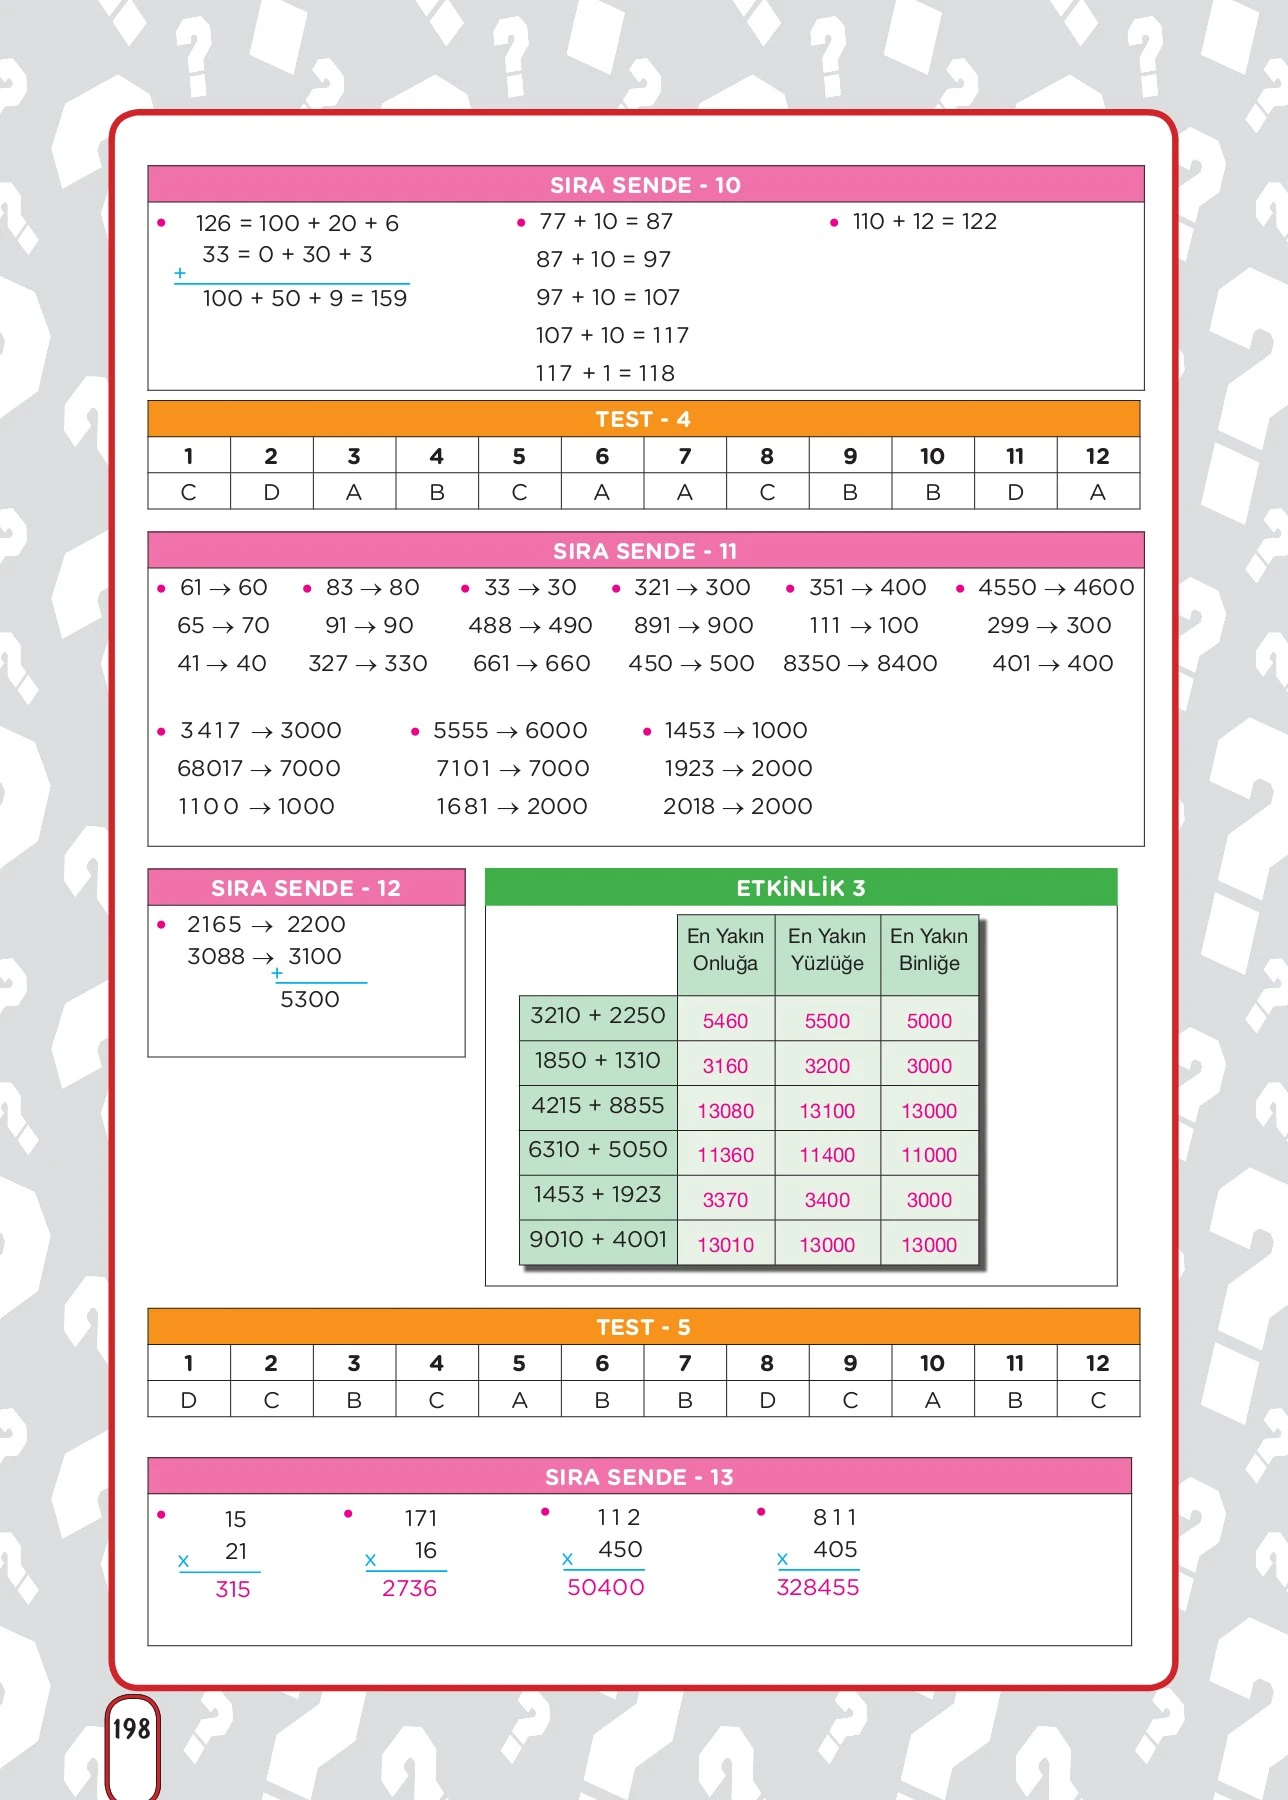 SIRA SENDE - 10
• 126 = 100 + 20 + 6
33 = 0 + 30 + 3
+
100 + 50 + 9 = 159
• 77 + 10 = 87
87 + 10 = 97
97 + 10 = 107
107 + 10 = 117
117 + 1 = 118
• 110 + 12 = 122
TEST - 4
1 2 3 4 5 6 7 8 9 10 11 12
C D A B C A A C B B D A
SIRA SENDE - 11
• 61 → 60 • 83 → 80 • 33 → 30 • 321 → 300 • 351 → 400 • 4550 → 4600
65 → 70 91 → 90 488 → 490 891 → 900 111 → 100 299 → 300
41 → 40 327 → 330 661 → 660 450 → 500 8350 → 8400 401 → 400
• 3417 → 3000 • 5555 → 6000 • 1453 → 1000
68017 → 7000 7101 → 7000 1923 → 2000
1100 → 1000 1681 → 2000 2018 → 2000
SIRA SENDE - 12
• 2165 → 2200
3088 → 3100
+
5300
ETKİNLİK 3
En Yakın Onluğa En Yakın Yüzlüğe En Yakın Binliğe
3210 + 2250 5460 5500 5000
1850 + 1310 3160 3200 3000
4215 + 8855 13080 13100 13000
6310 + 5050 11360 11400 11000
1453 + 1923 3370 3400 3000
9010 + 4001 13010 13000 13000
TEST - 5
1 2 3 4 5 6 7 8 9 10 11 12
D C B C A B B D C A B C
SIRA SENDE - 13
• 15 • 171 • 112 • 811
x 21 x 16 x 450 x 405
315 2736 50400 328455
198